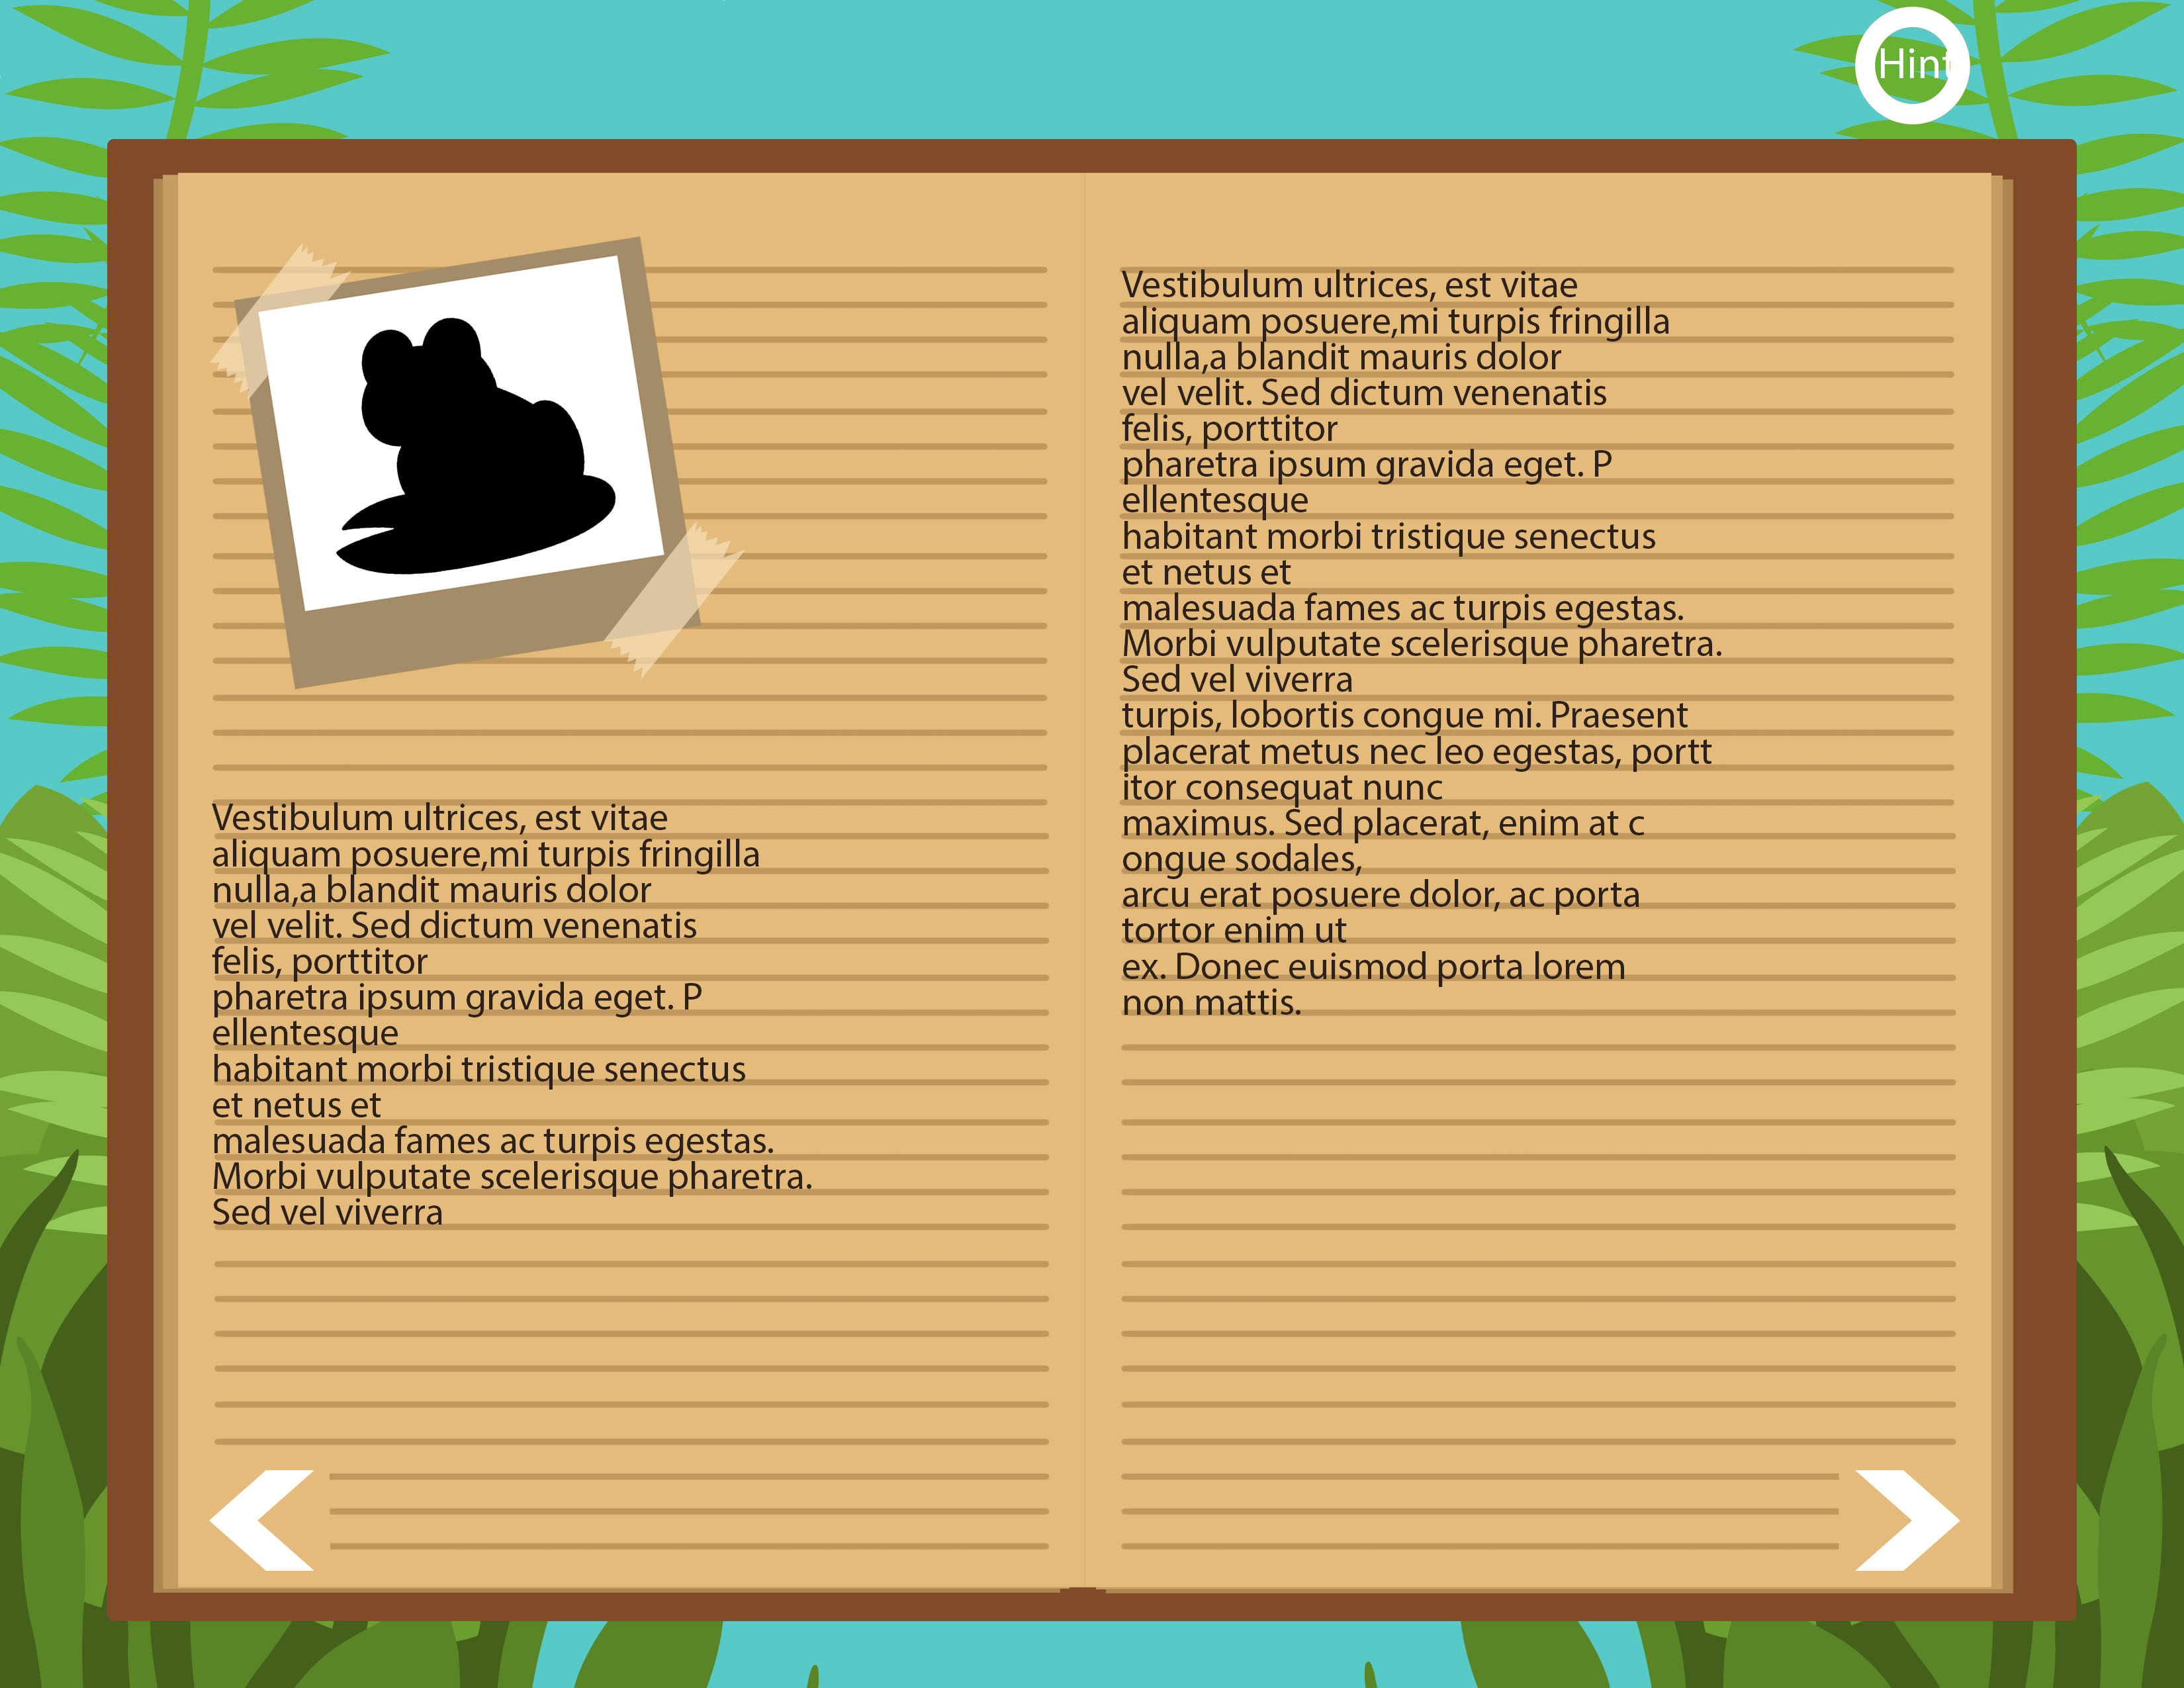 Hint
Vestibulum ultrices, est vitae
aliquam posuere,mi turpis fringilla
nulla,a blandit mauris dolor
vel velit. Sed dictum venenatis
felis, porttitor
pharetra ipsum gravida eget. P
ellentesque
habitant morbi tristique senectus
et netus et
malesuada fames ac turpis egestas.
Morbi vulputate scelerisque pharetra.
Sed vel viverra
Vestibulum ultrices, est vitae
aliquam posuere,mi turpis fringilla
nulla,a blandit mauris dolor
vel velit. Sed dictum venenatis
felis, porttitor
pharetra ipsum gravida eget. P
ellentesque
habitant morbi tristique senectus
et netus et
malesuada fames ac turpis egestas.
Morbi vulputate scelerisque pharetra.
Sed vel viverra
turpis, lobortis congue mi. Praesent
placerat metus nec leo egestas, portt
itor consequat nunc
maximus. Sed placerat, enim at c
ongue sodales,
arcu erat posuere dolor, ac porta
tortor enim ut
ex. Donec euismod porta lorem
non mattis.